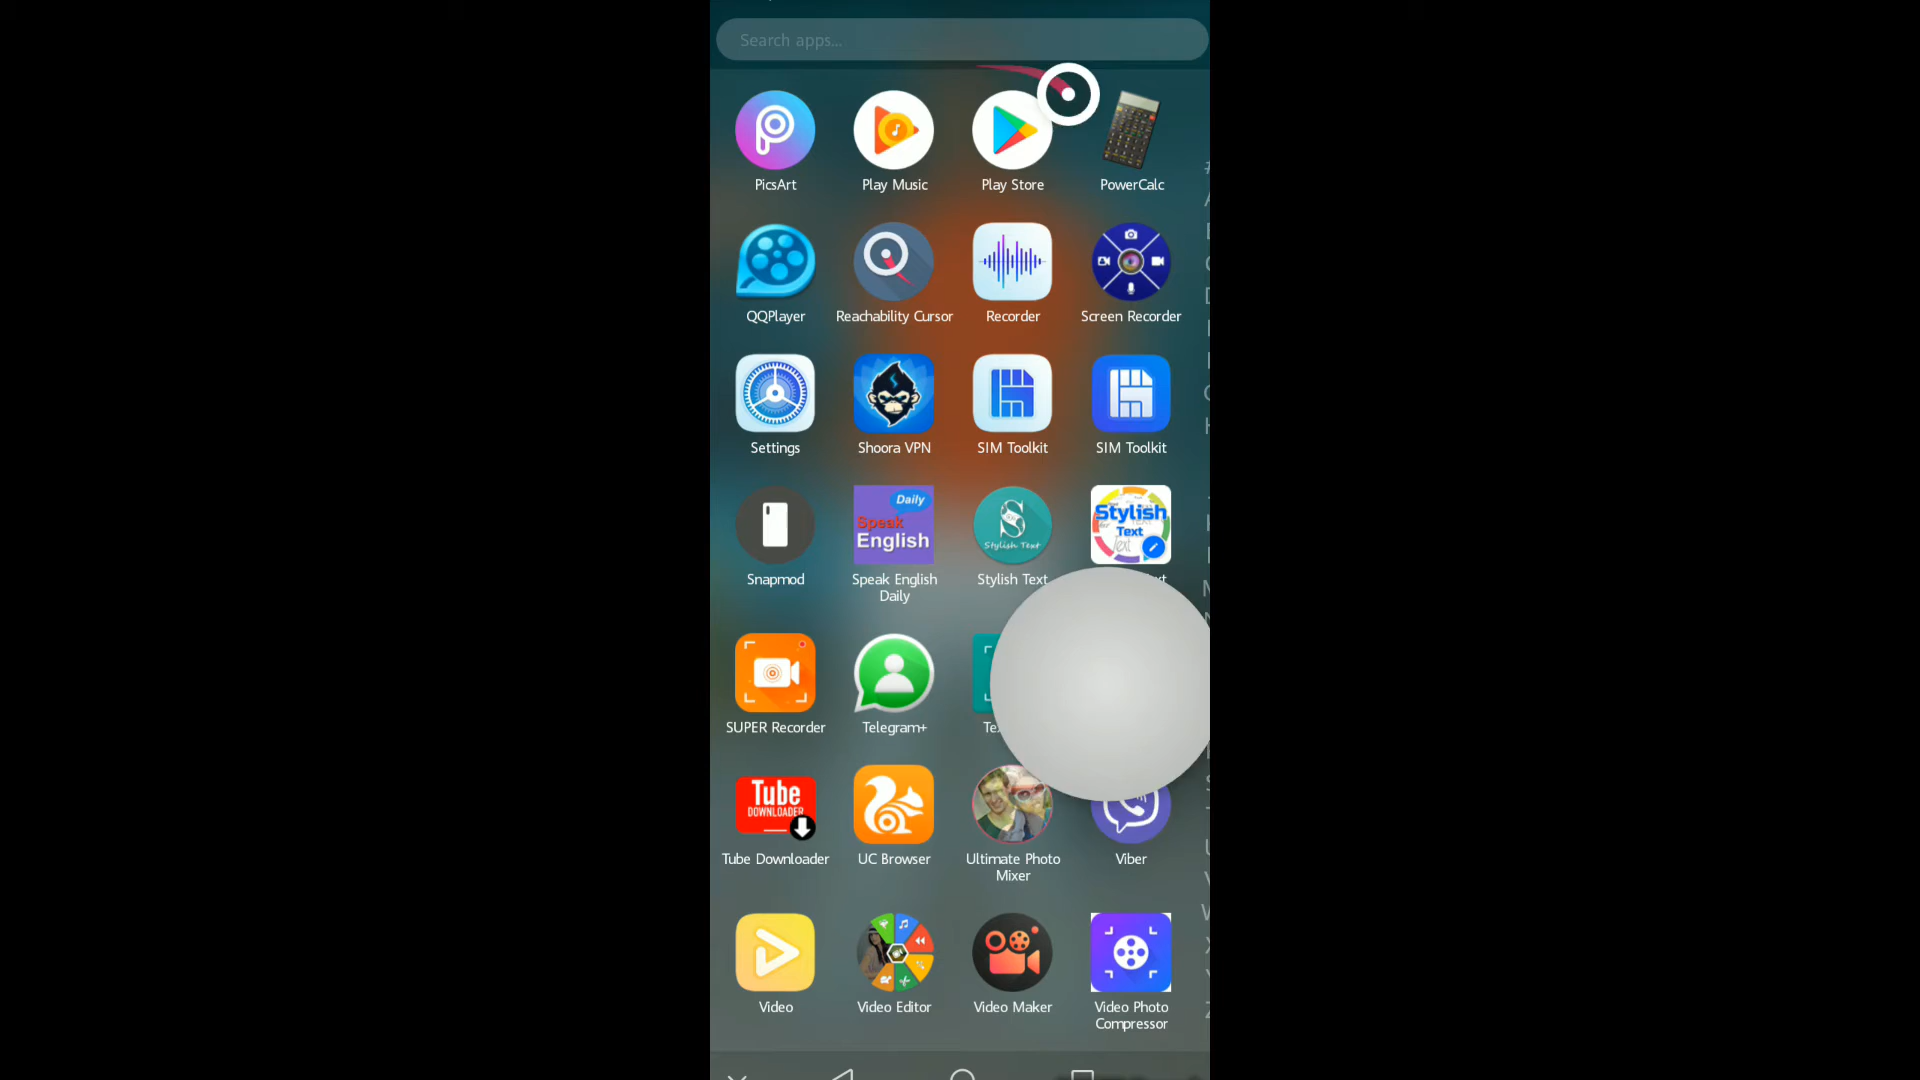 Search apps...
PicsArt
Play Music
Play Store
PowerCalc
QQPlayer
Reachability Cursor
Recorder
Screen Recorder
Settings
Shoora VPN
SIM Toolkit
SIM Toolkit
Daily
Speak
English
Stylish Text
Stylish
Text
Text
Snapmod
Speak English
Daily
Stylish Text
SUPER Recorder
Telegram+
Tube
DOWNLOADER
Tube Downloader
UC Browser
Ultimate Photo
Mixer
Viber
Video
Video Editor
Video Maker
Video Photo
Compressor